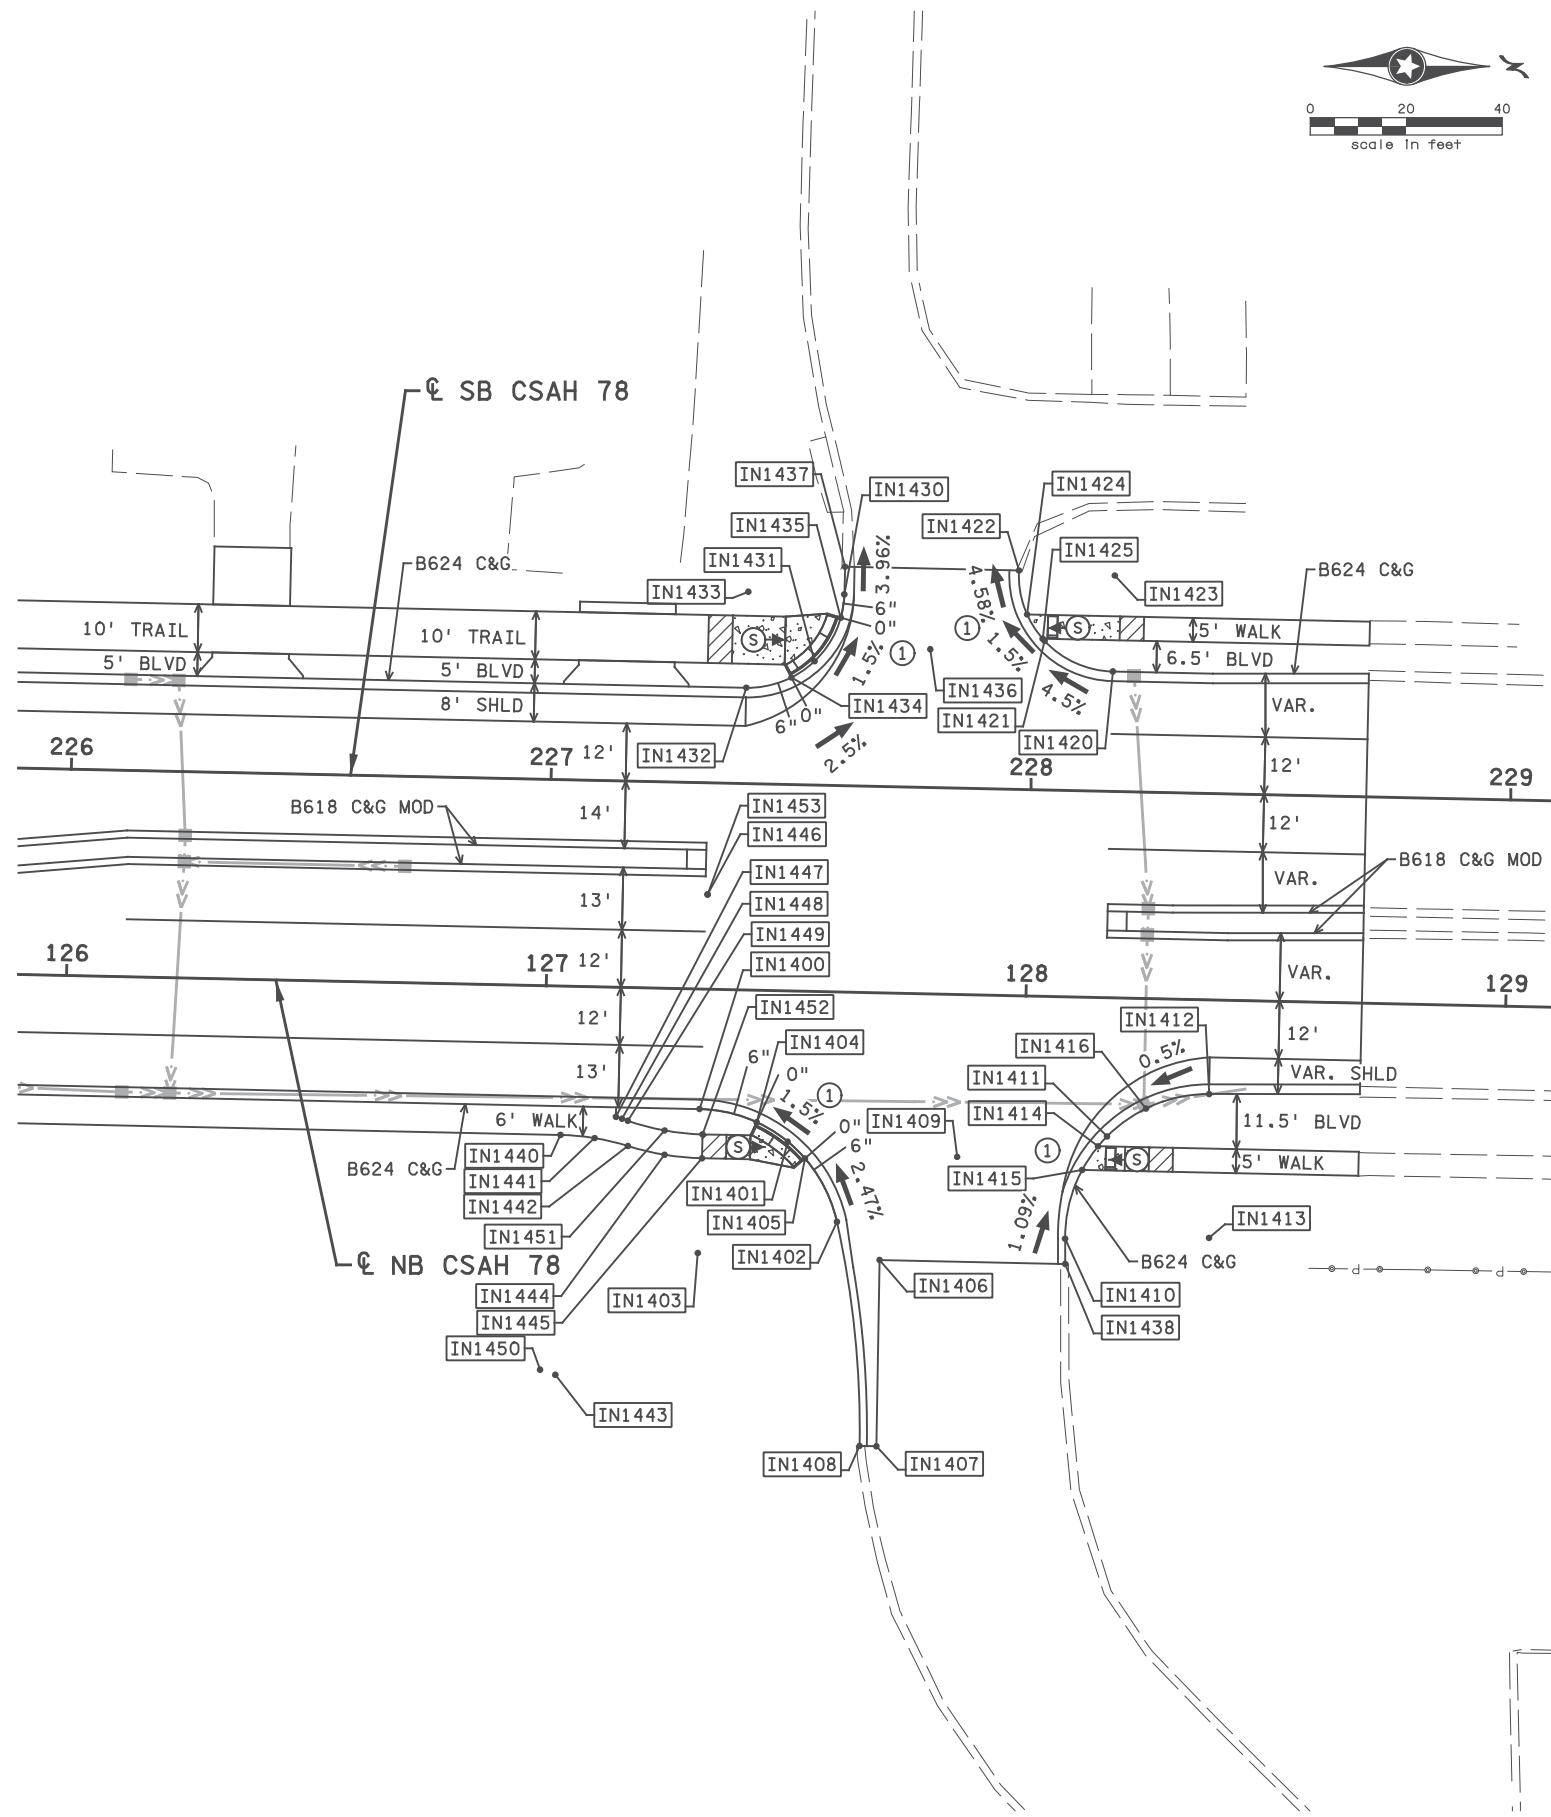 0 20 40
scale in feet
℄ SB CSAH 78
IN1437
IN1430
IN1424
IN1435
IN1422
IN1431
IN1425
B624 C&G
3.96%
4.58%
B624 C&G
IN1433
IN1423
6"
0"
10' TRAIL
10' TRAIL
S
1
1
S
5' WALK
1.5%
1.5%
5' BLVD
5' BLVD
6.5' BLVD
IN1436
4.5%
8' SHLD
IN1434
IN1421
VAR.
6"
0"
IN1420
226
227
12'
IN1432
2.5%
228
12'
229
B618 C&G MOD
14'
IN1453
12'
IN1446
B618 C&G MOD
IN1447
VAR.
13'
IN1448
IN1449
126
127
12'
IN1400
128
VAR.
129
IN1452
12'
IN1412
12'
IN1404
IN1416
0.5%
6"
13'
0"
IN1411
VAR. SHLD
1
1.5%
IN1414
6' WALK
IN1409
11.5' BLVD
S
0"
1
S
IN1440
6"
5' WALK
B624 C&G
IN1441
IN1415
IN1442
IN1401
2.47%
IN1451
IN1405
1.09%
IN1413
℄ NB CSAH 78
IN1402
B624 C&G
d d
IN1444
IN1403
IN1406
IN1410
IN1445
IN1438
IN1450
IN1443
IN1408
IN1407